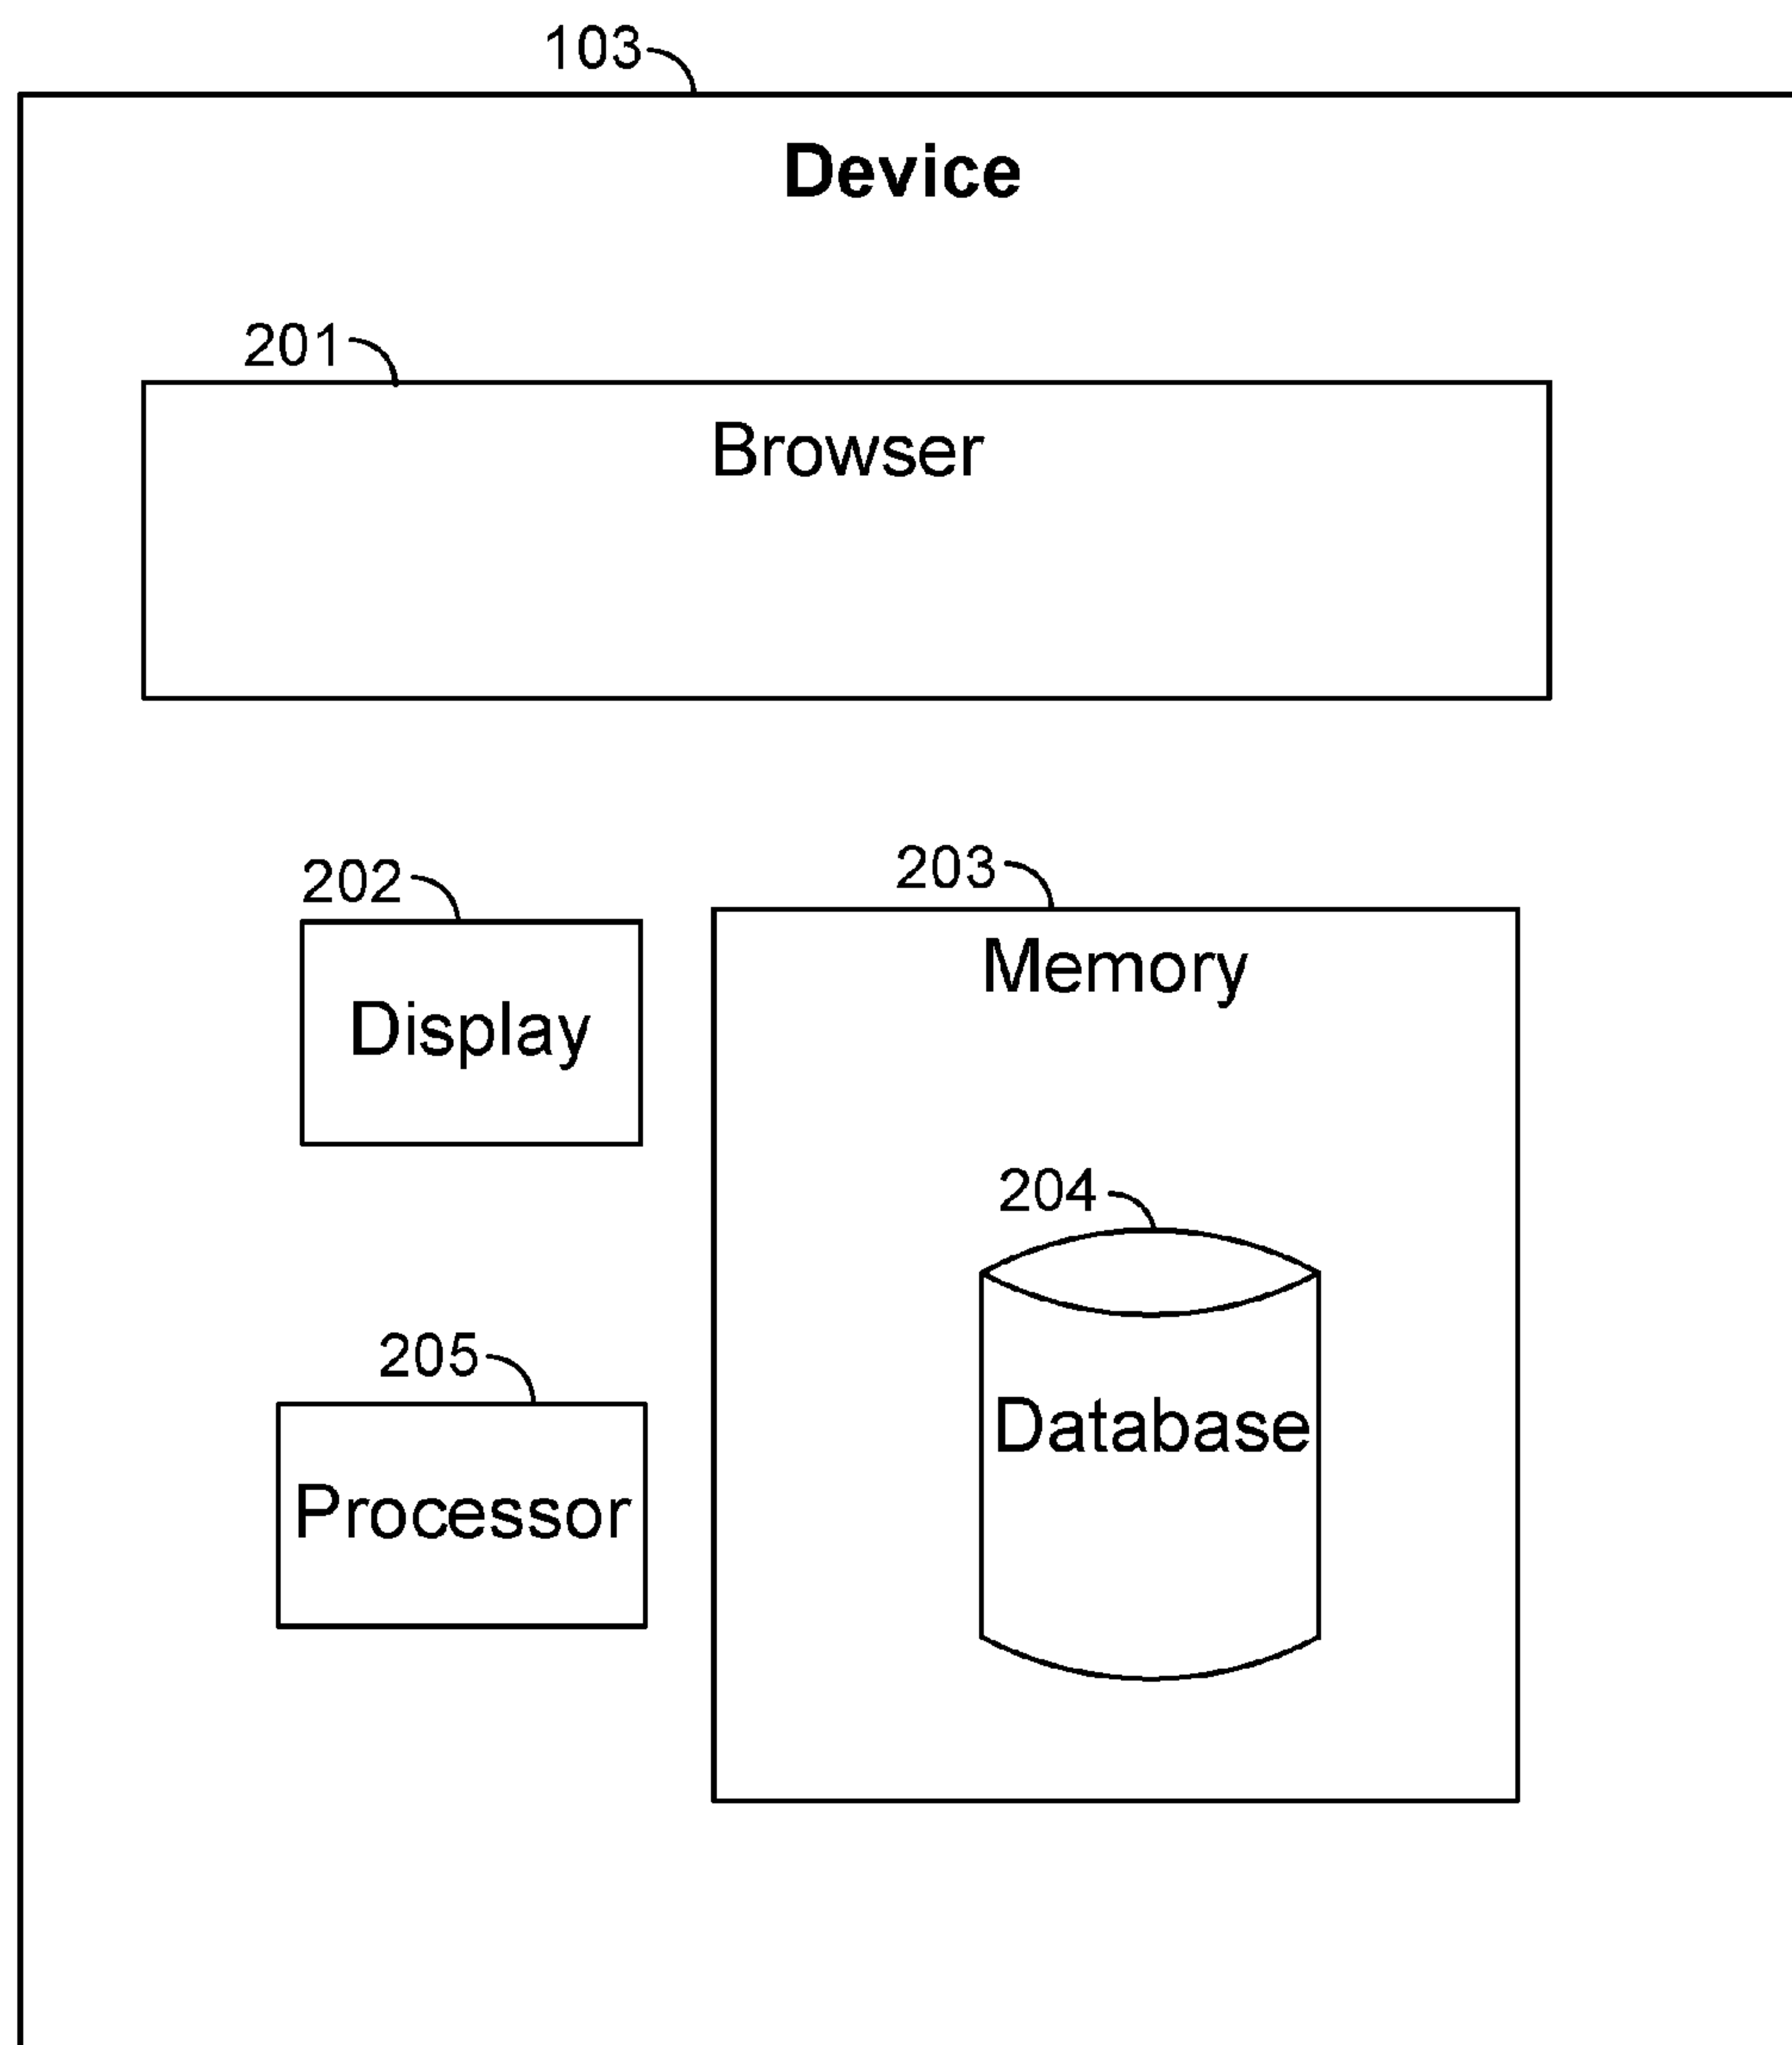 103
Device
201
Browser
202
Display
203
Memory
204
Database
205
Processor